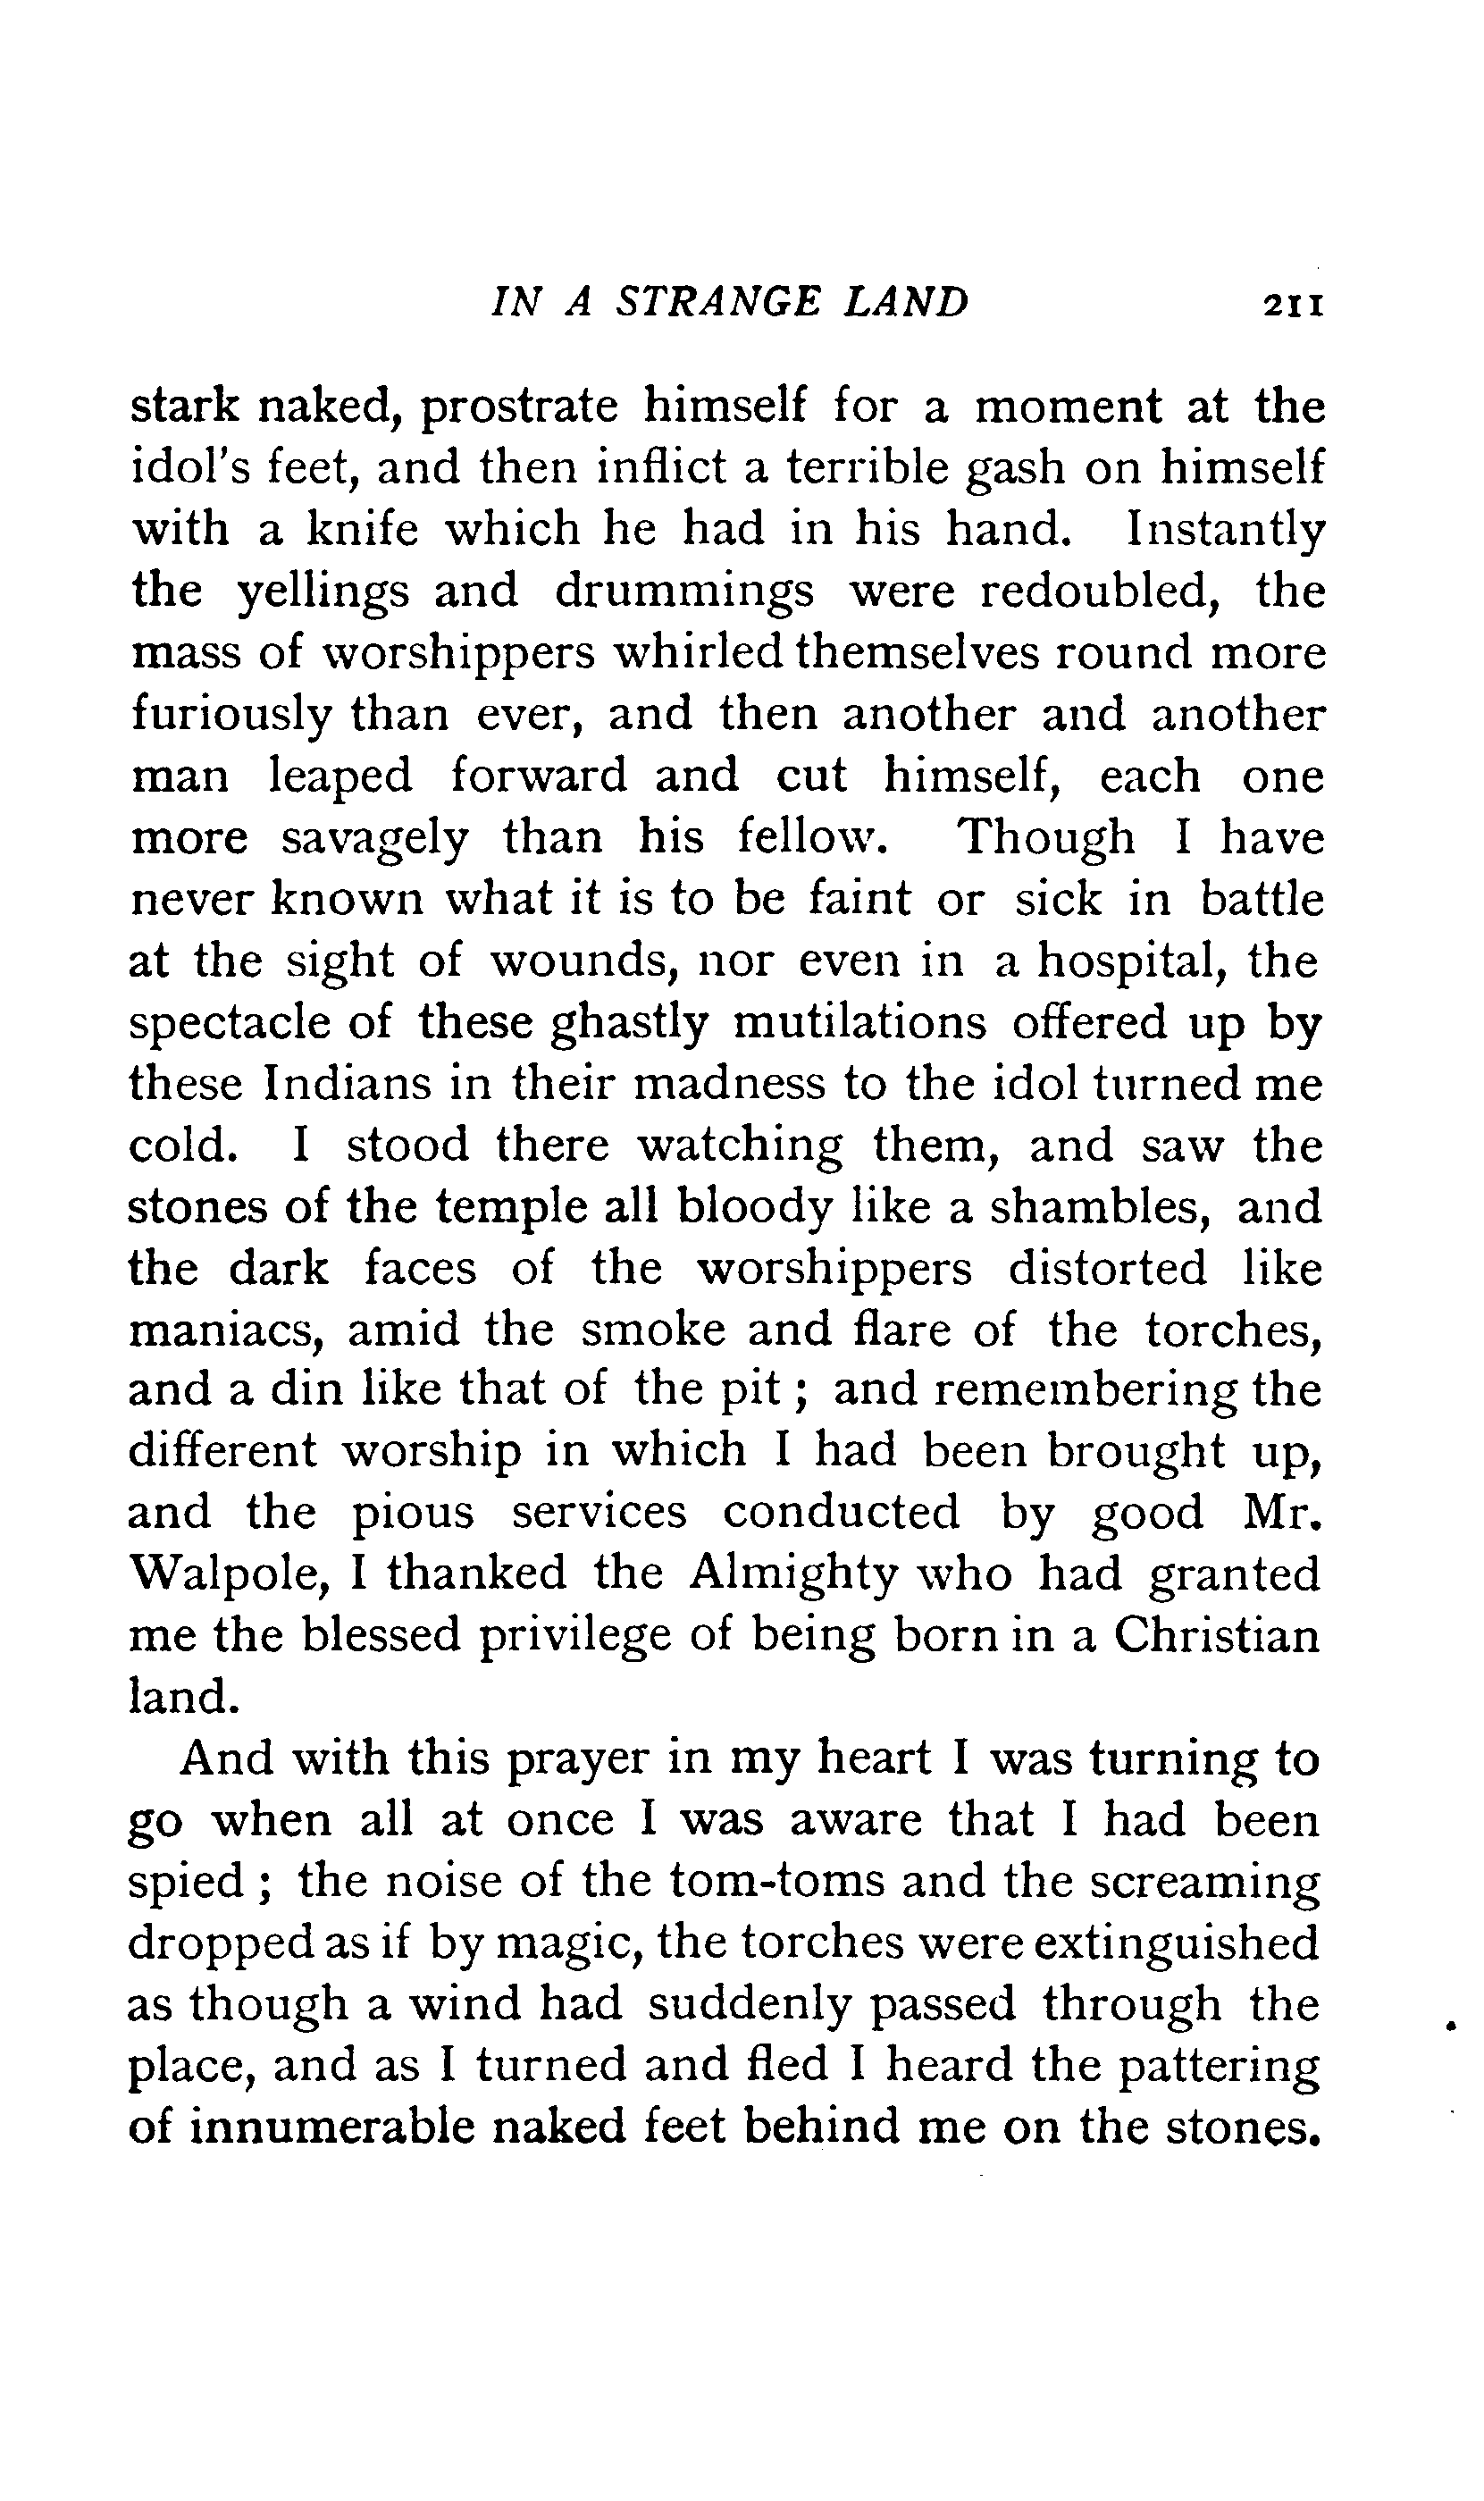 IN A STRANGE LAND 211
stark naked, prostrate himself for a moment at the
idol's feet, and then inflict a terrible gash on himself
with a knife which he had in his hand. Instantly
the yellings and drummings were redoubled, the
mass of worshippers whirled themselves round more
furiously than ever, and then another and another
man leaped forward and cut himself, each one
more savagely than his fellow. Though I have
never known what it is to be faint or sick in battle
at the sight of wounds, nor even in a hospital, the
spectacle of these ghastly mutilations offered up by
these Indians in their madness to the idol turned me
cold. I stood there watching them, and saw the
stones of the temple all bloody like a shambles, and
the dark faces of the worshippers distorted like
maniacs, amid the smoke and flare of the torches,
and a din like that of the pit ; and remembering the
different worship in which I had been brought up,
and the pious services conducted by good Mr.
Walpole, I thanked the Almighty who had granted
me the blessed privilege of being born in a Christian
land.
And with this prayer in my heart I was turning to
go when all at once I was aware that I had been
spied ; the noise of the tom-toms and the screaming
dropped as if by magic, the torches were extinguished
as though a wind had suddenly passed through the
place, and as I turned and fled I heard the pattering
of innumerable naked feet behind me on the stones.